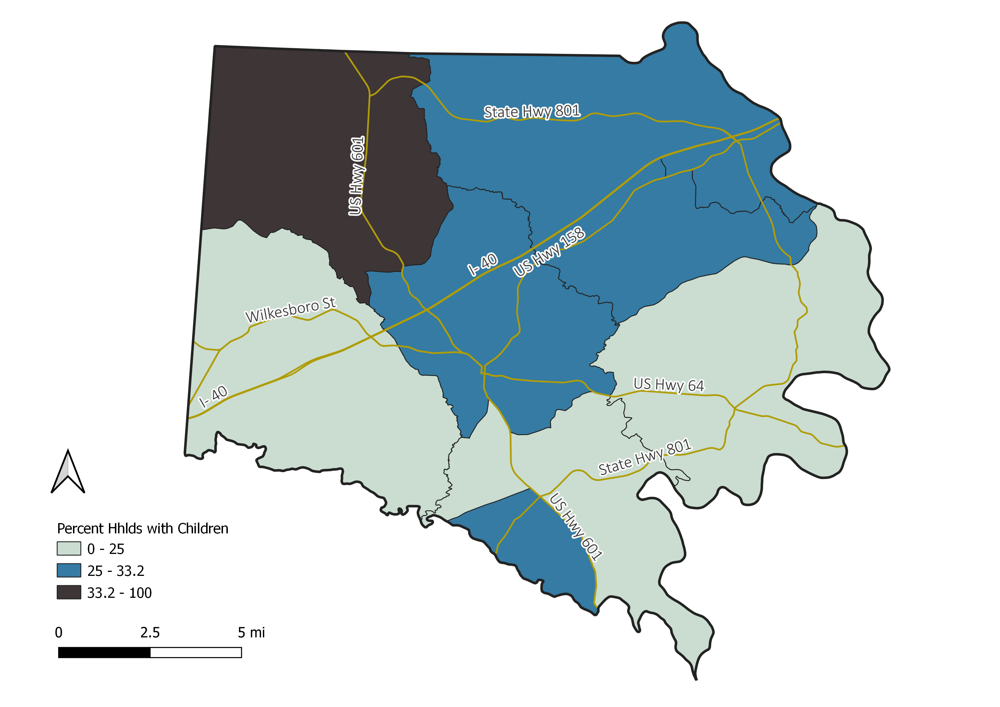 State Hwy 801
US Hwy 601
I- 40
US Hwy 158
Wilkesboro St
I- 40
US Hwy 64
State Hwy 801
US Hwy 601
Percent Hhlds with Children
0 - 25
25 - 33.2
33.2 - 100
0 2.5 5 mi